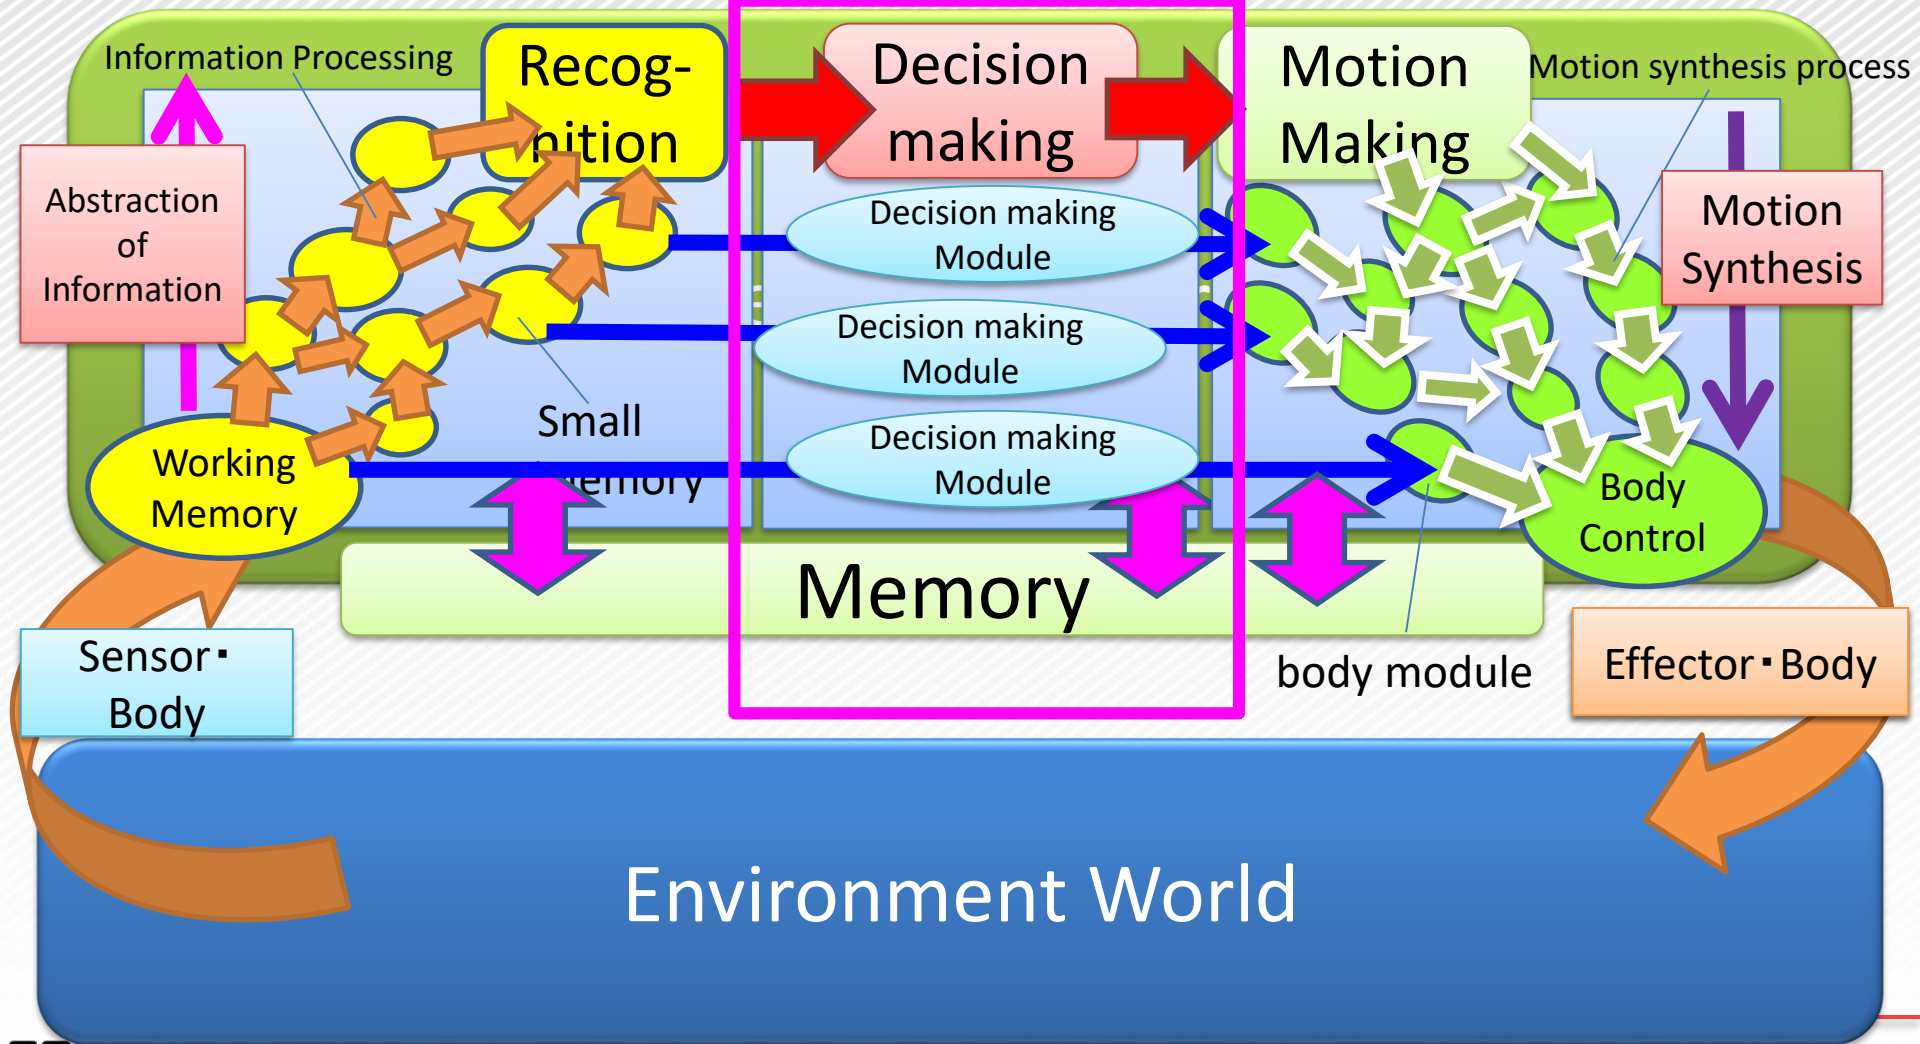 Information Processing
Recog-
nition
Decision
making
Motion
Making
Motion synthesis process
Abstraction
of
Information
Decision making
Module
Decision making
Module
Decision making
Module
Motion
Synthesis
Small
memory
Working
Memory
Body
Control
Memory
Sensor・
Body
body module
Effector・Body
Environment World